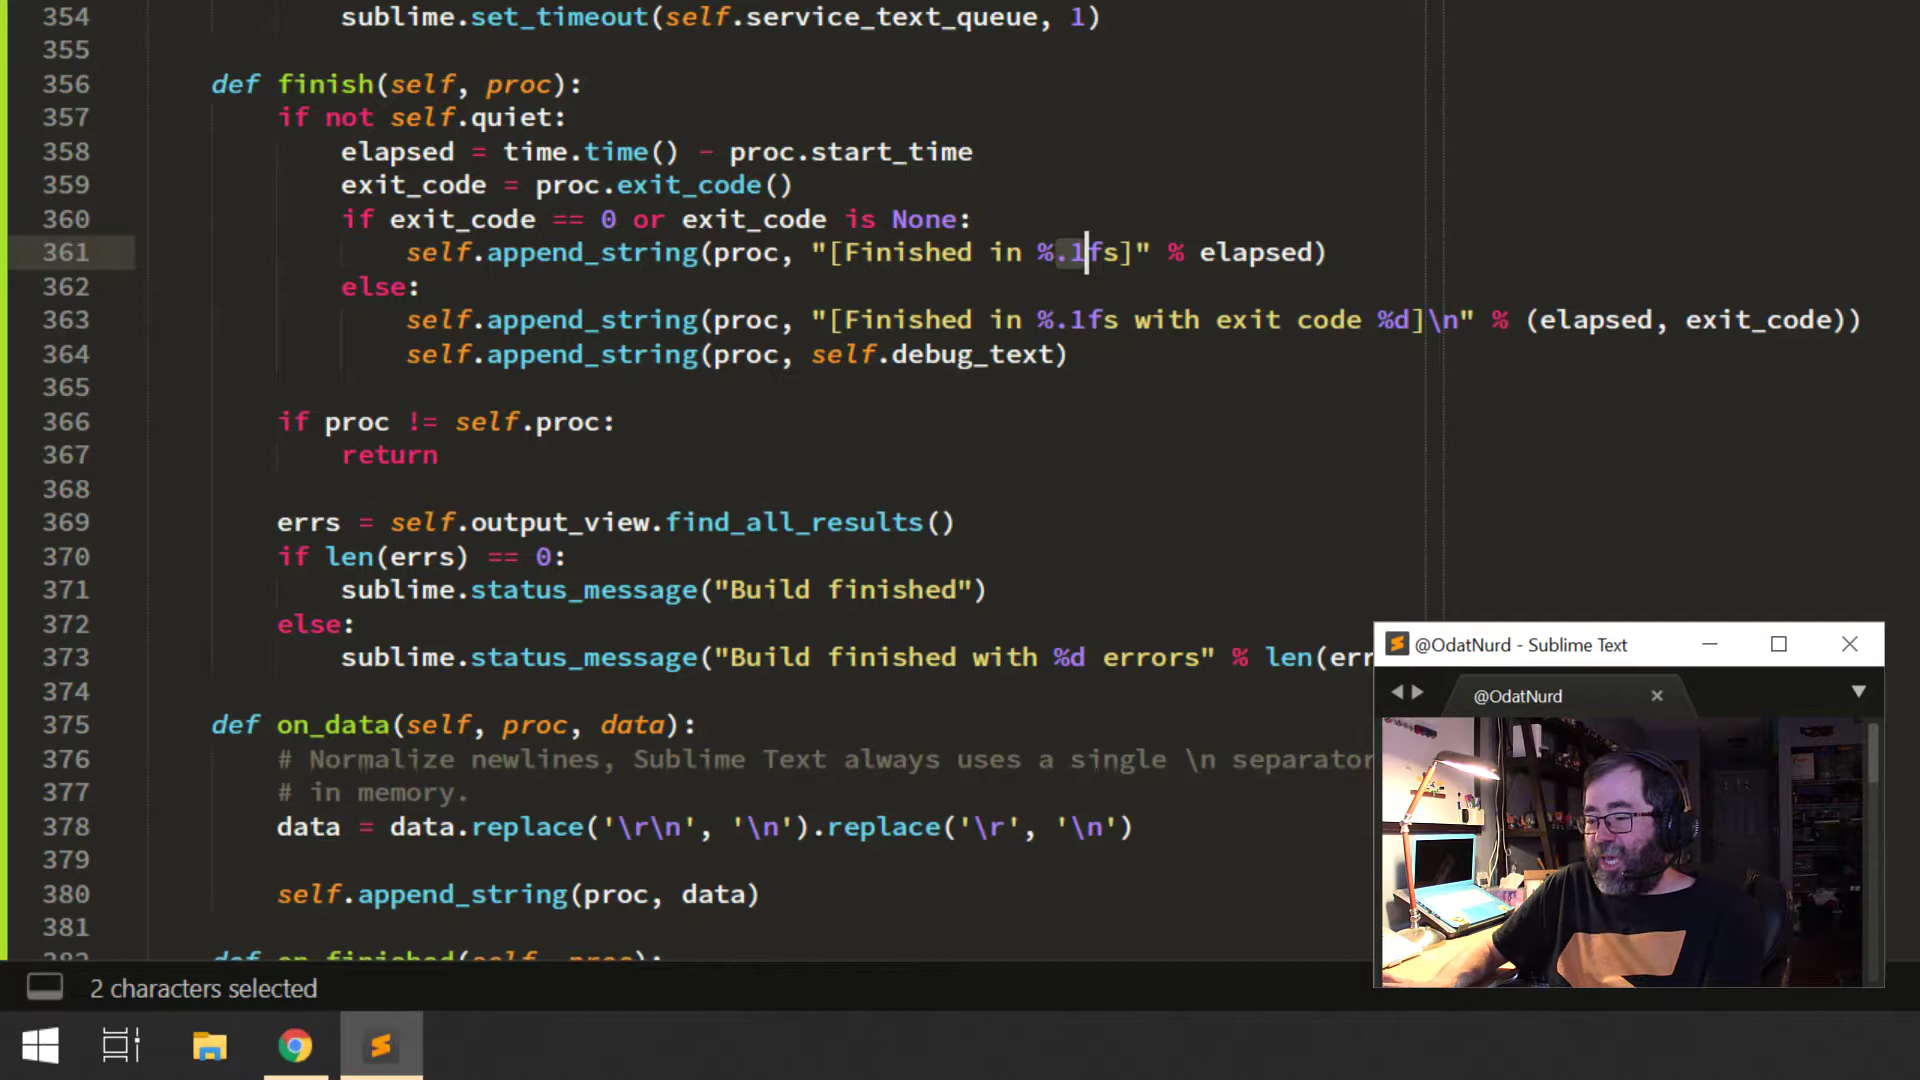 354 sublime.set_timeout(self.service_text_queue, 1)
355
356 def finish(self, proc):
357 if not self.quiet:
358 elapsed = time.time() - proc.start_time
359 exit_code = proc.exit_code()
360 if exit_code == 0 or exit_code is None:
361 self.append_string(proc, "[Finished in %.1fs]" % elapsed)
362 else:
363 self.append_string(proc, "[Finished in %.1fs with exit code %d]\n" % (elapsed, exit_code))
364 self.append_string(proc, self.debug_text)
365
366 if proc != self.proc:
367 return
368
369 errs = self.output_view.find_all_results()
370 if len(errs) == 0:
371 sublime.status_message("Build finished")
372 else:
373 sublime.status_message("Build finished with %d errors" % len(err
374
375 def on_data(self, proc, data):
376 # Normalize newlines, Sublime Text always uses a single \n separator
377 # in memory.
378 data = data.replace('\r\n', '\n').replace('\r', '\n')
379
380 self.append_string(proc, data)
381
382 def on_finished(self, proc):
@OdatNurd - Sublime Text
@OdatNurd
2 characters selected